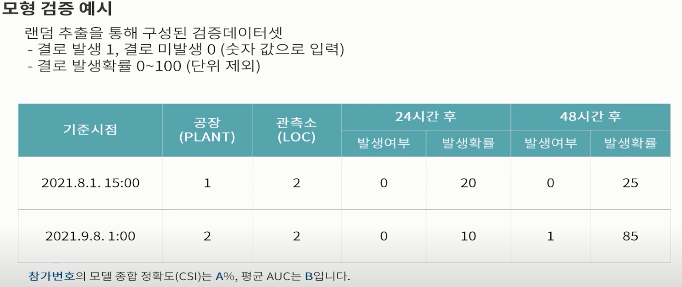 모형 검증 예시
랜덤 추출을 통해 구성된 검증데이터셋
- 결로 발생 1, 결로 미발생 0 (숫자 값으로 입력)
- 결로 발생확률 0~100 (단위 제외)
기준시점 공장 (PLANT) 관측소 (LOC) 24시간 후 48시간 후
발생여부 발생확률 발생여부 발생확률
2021.8.1. 15:00 1 2 0 20 0 25
2021.9.8. 1:00 2 2 0 10 1 85
참가번호의 모델 종합 정확도(CSI)는 A%, 평균 AUC는 B입니다.